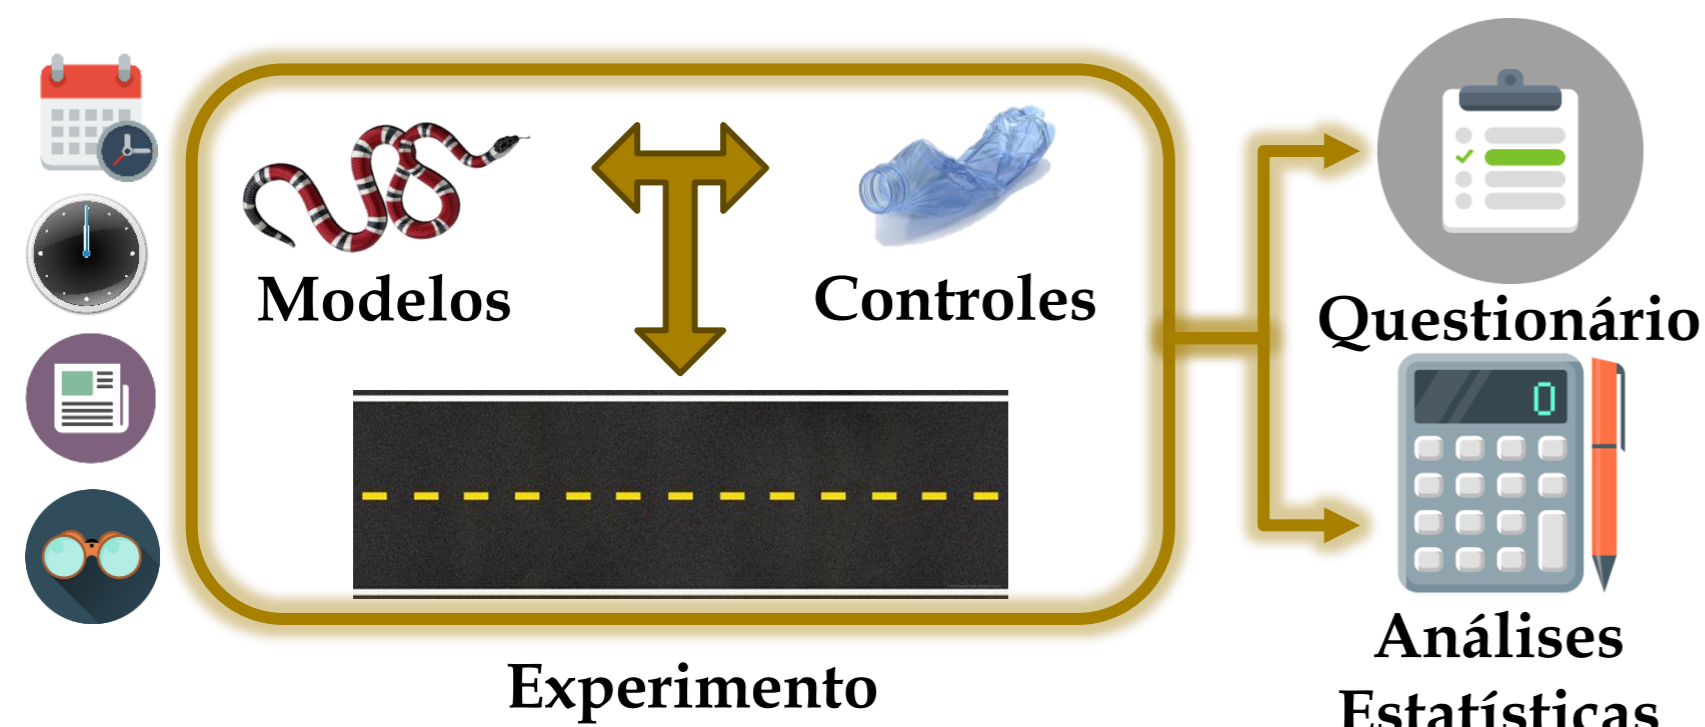 Modelos
Controles
Experimento
Questionário
0
Análises
Estatísticas